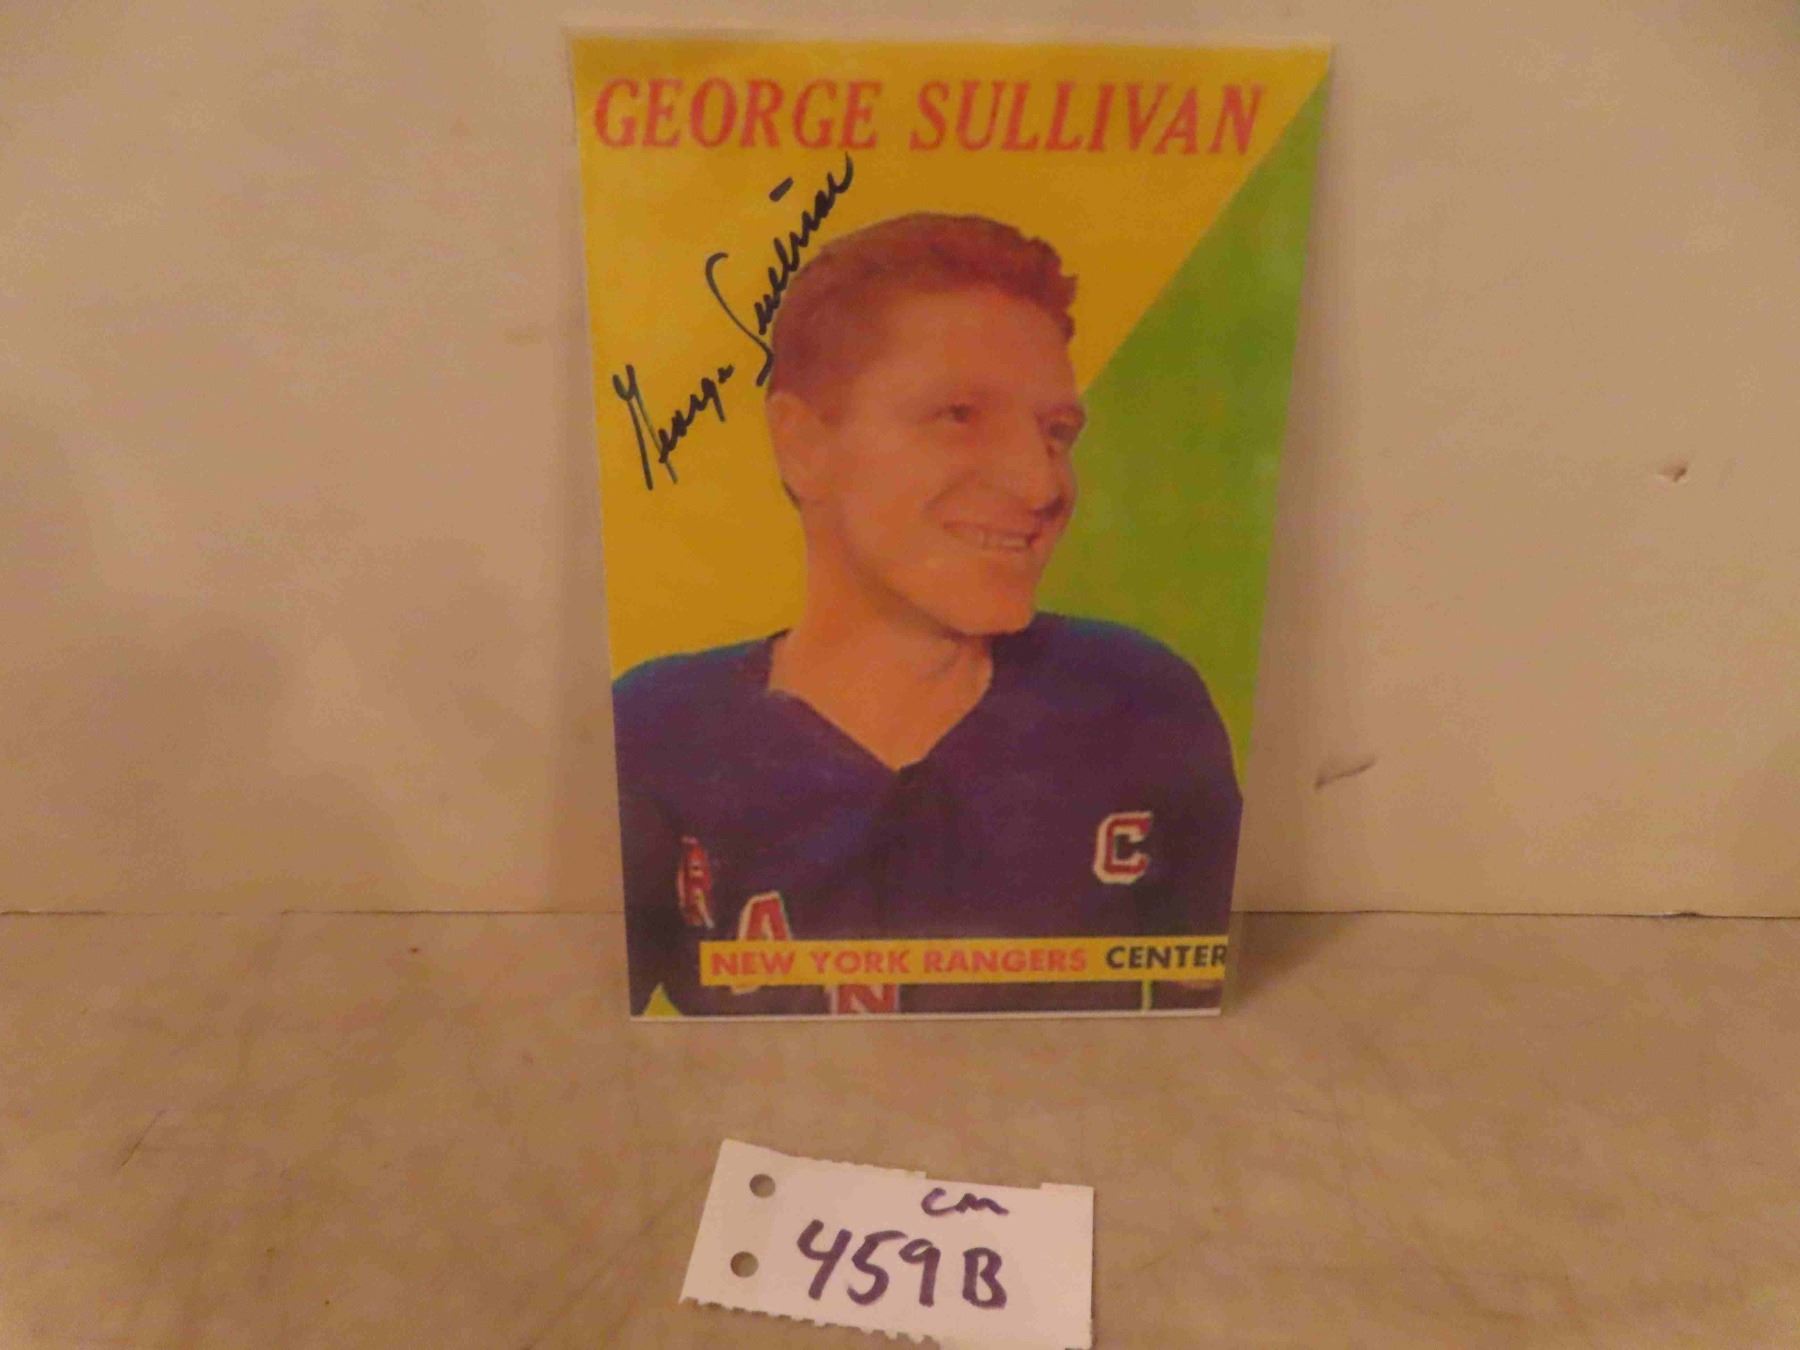 GEORGE SULLIVAN
George Sullivan
C
R
A
NEW YORK RANGERS CENTER
N
cm
459B